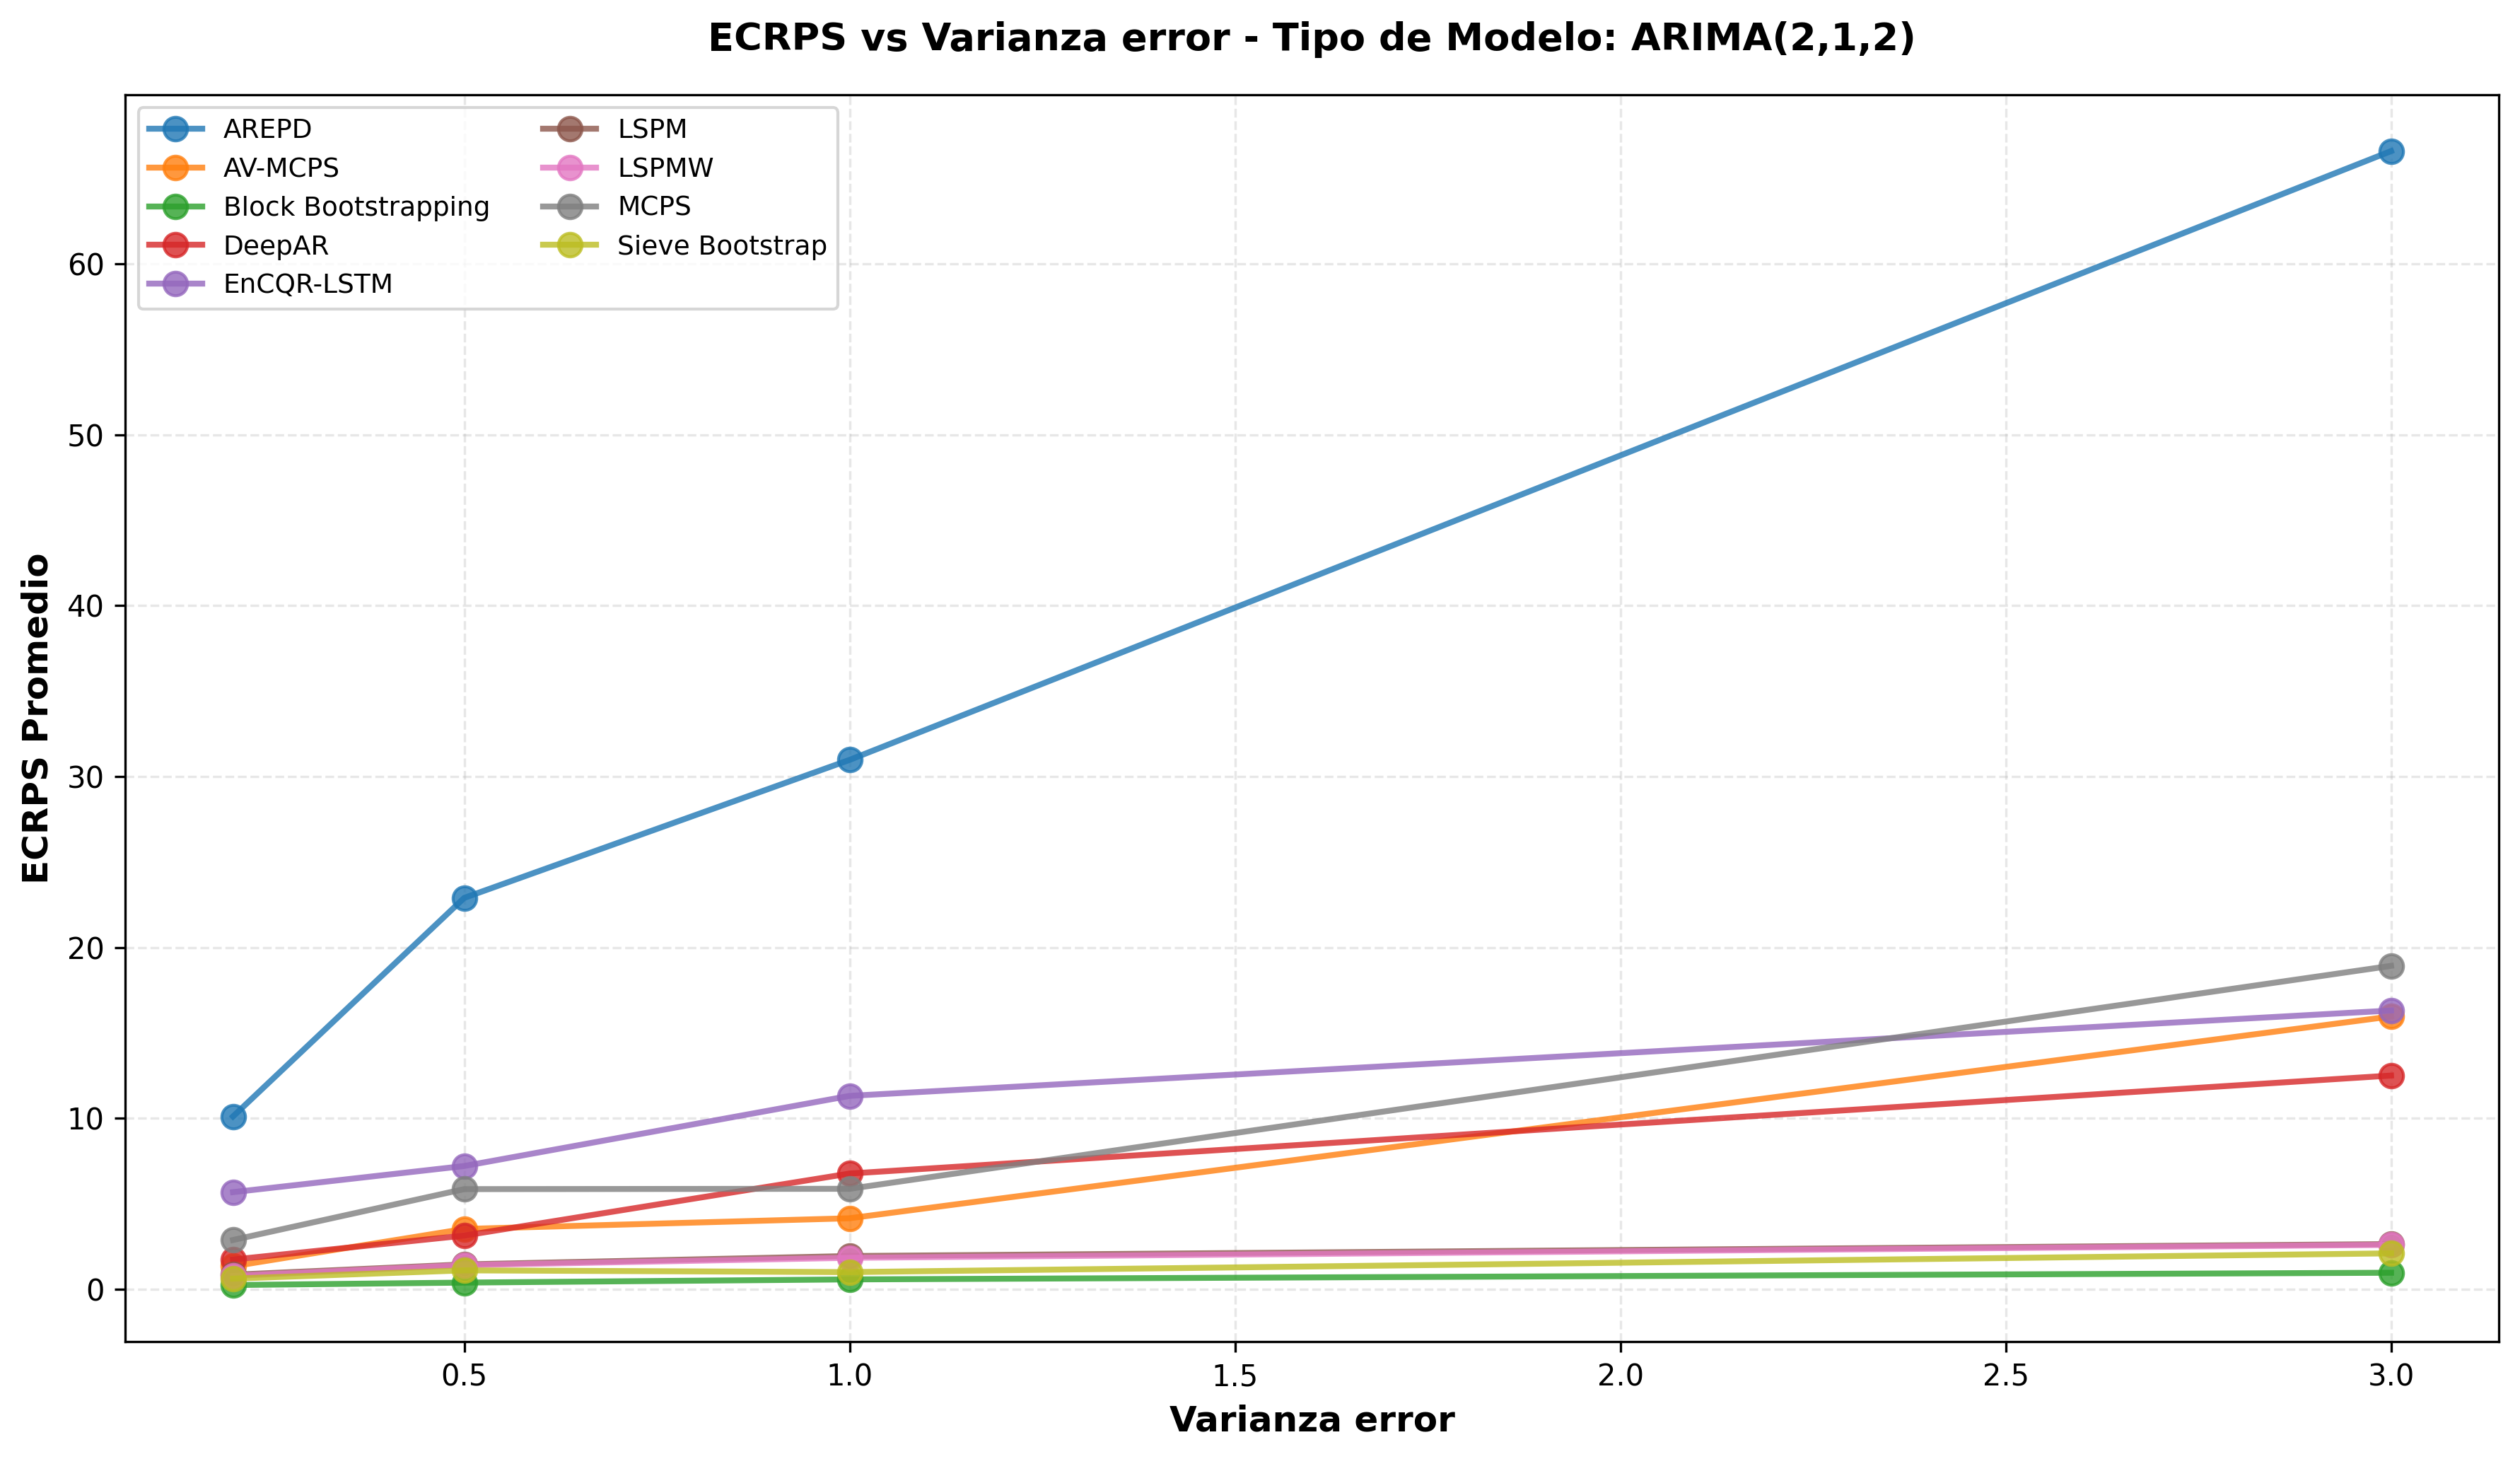 ECRPS vs Varianza error - Tipo de Modelo: ARIMA(2,1,2)
AREPD
AV-MCPS
Block Bootstrapping
DeepAR
EnCQR-LSTM
LSPM
LSPMW
MCPS
Sieve Bootstrap
ECRPS Promedio
60
50
40
30
20
10
0
0.5
1.0
1.5
2.0
2.5
3.0
Varianza error